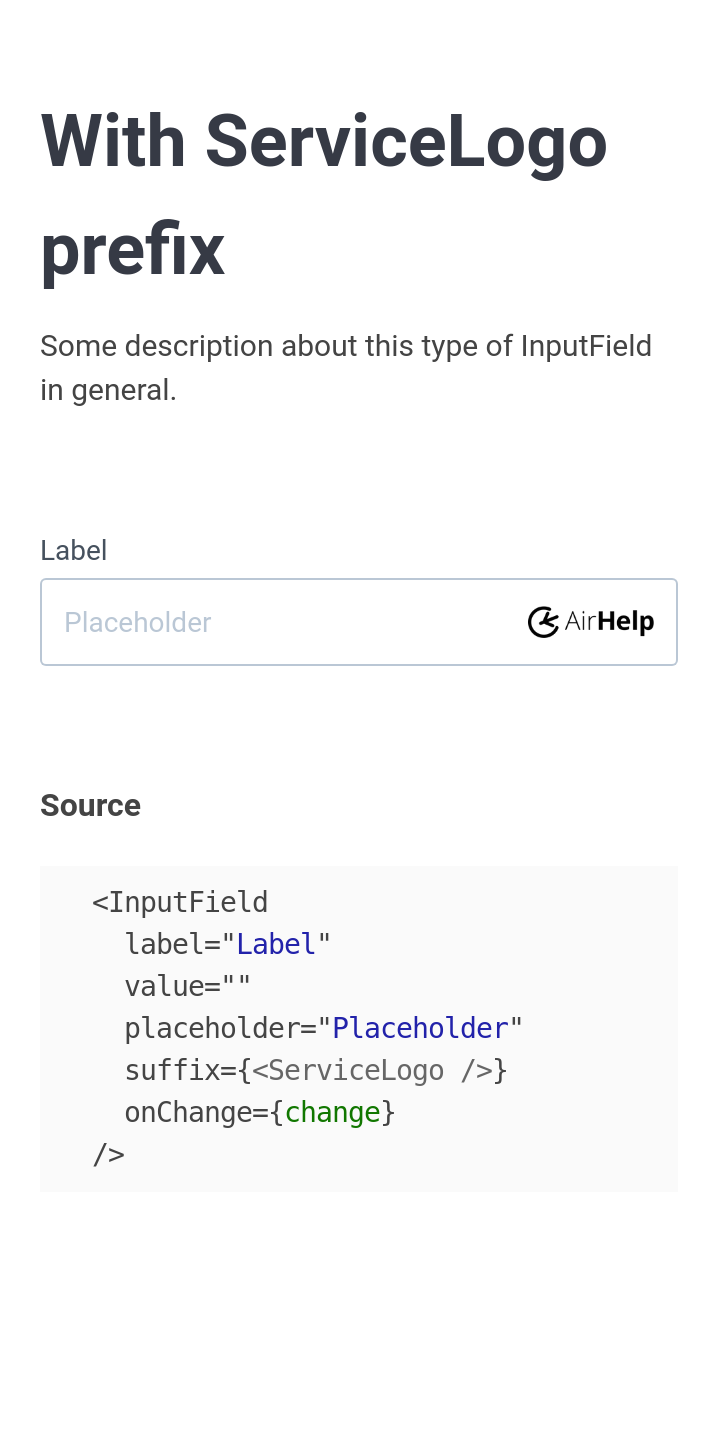 With ServiceLogo
prefix
Some description about this type of InputField
in general.
Label
Placeholder
AirHelp
Source
<InputField
  label="Label"
  value=""
  placeholder="Placeholder"
  suffix={<ServiceLogo />}
  onChange={change}
/>